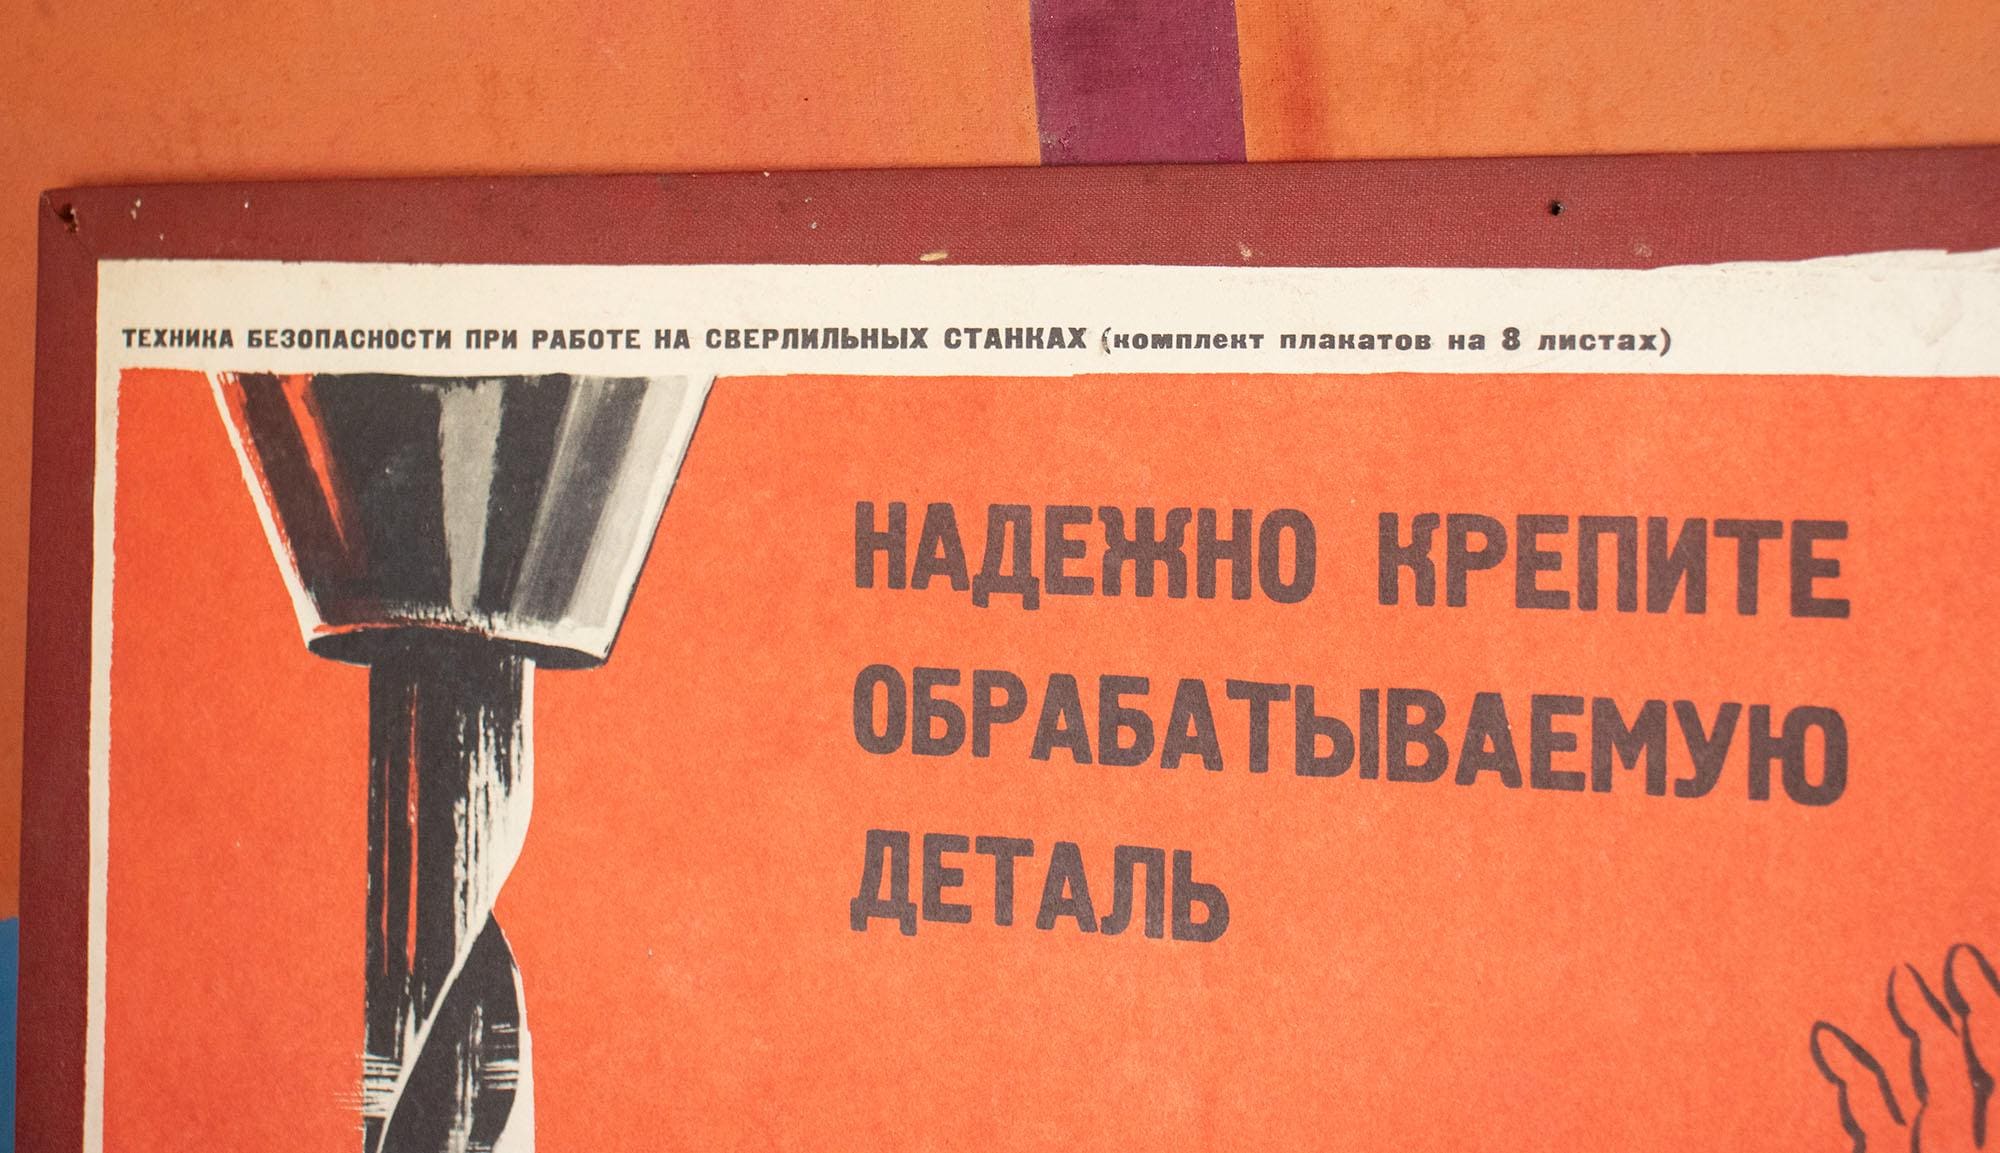 ТЕХНИКА БЕЗОПАСНОСТИ ПРИ РАБОТЕ НА СВЕРЛИЛЬНЫХ СТАНКАХ (комплект плакатов на 8 листах)
НАДЕЖНО КРЕПИТЕ
ОБРАБАТЫВАЕМУЮ
ДЕТАЛЬ